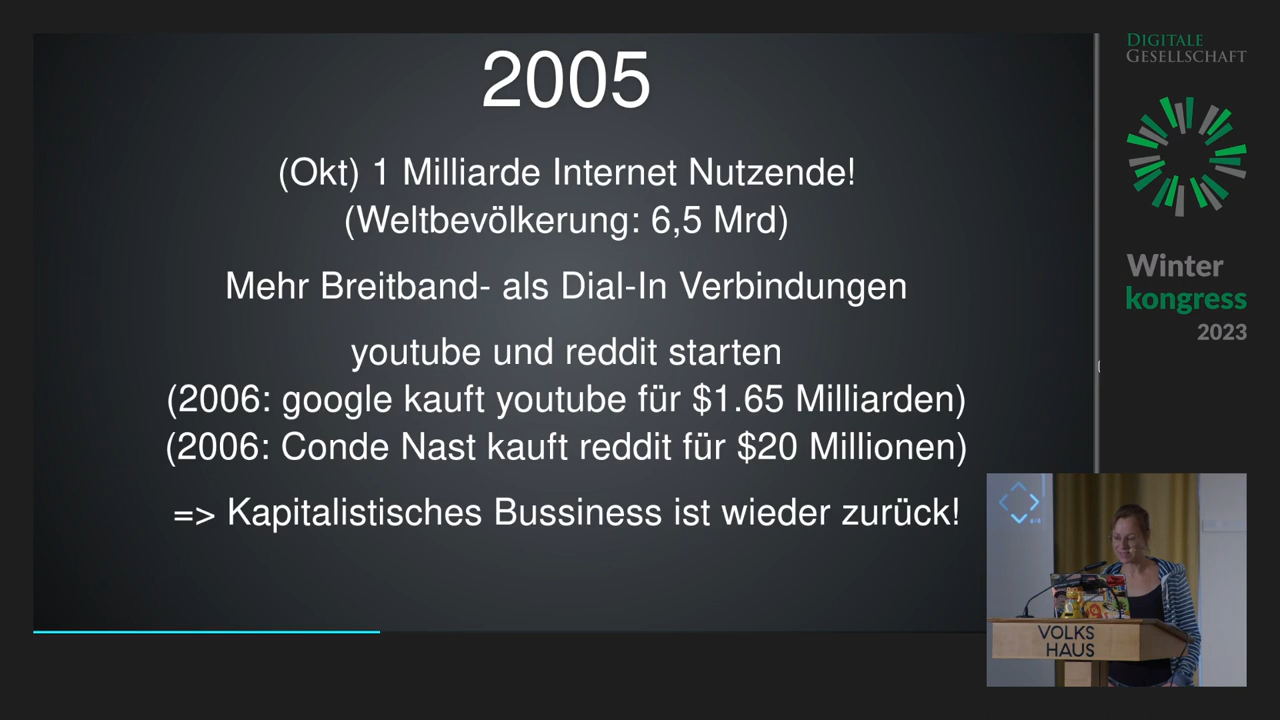 2005
(Okt) 1 Milliarde Internet Nutzende!
(Weltbevölkerung: 6,5 Mrd)
Mehr Breitband- als Dial-In Verbindungen
youtube und reddit starten
(2006: google kauft youtube für $1.65 Milliarden)
(2006: Conde Nast kauft reddit für $20 Millionen)
=> Kapitalistisches Bussiness ist wieder zurück!
DIGITALE
GESELLSCHAFT
Winter
kongress
2023
VOLKS
HAUS